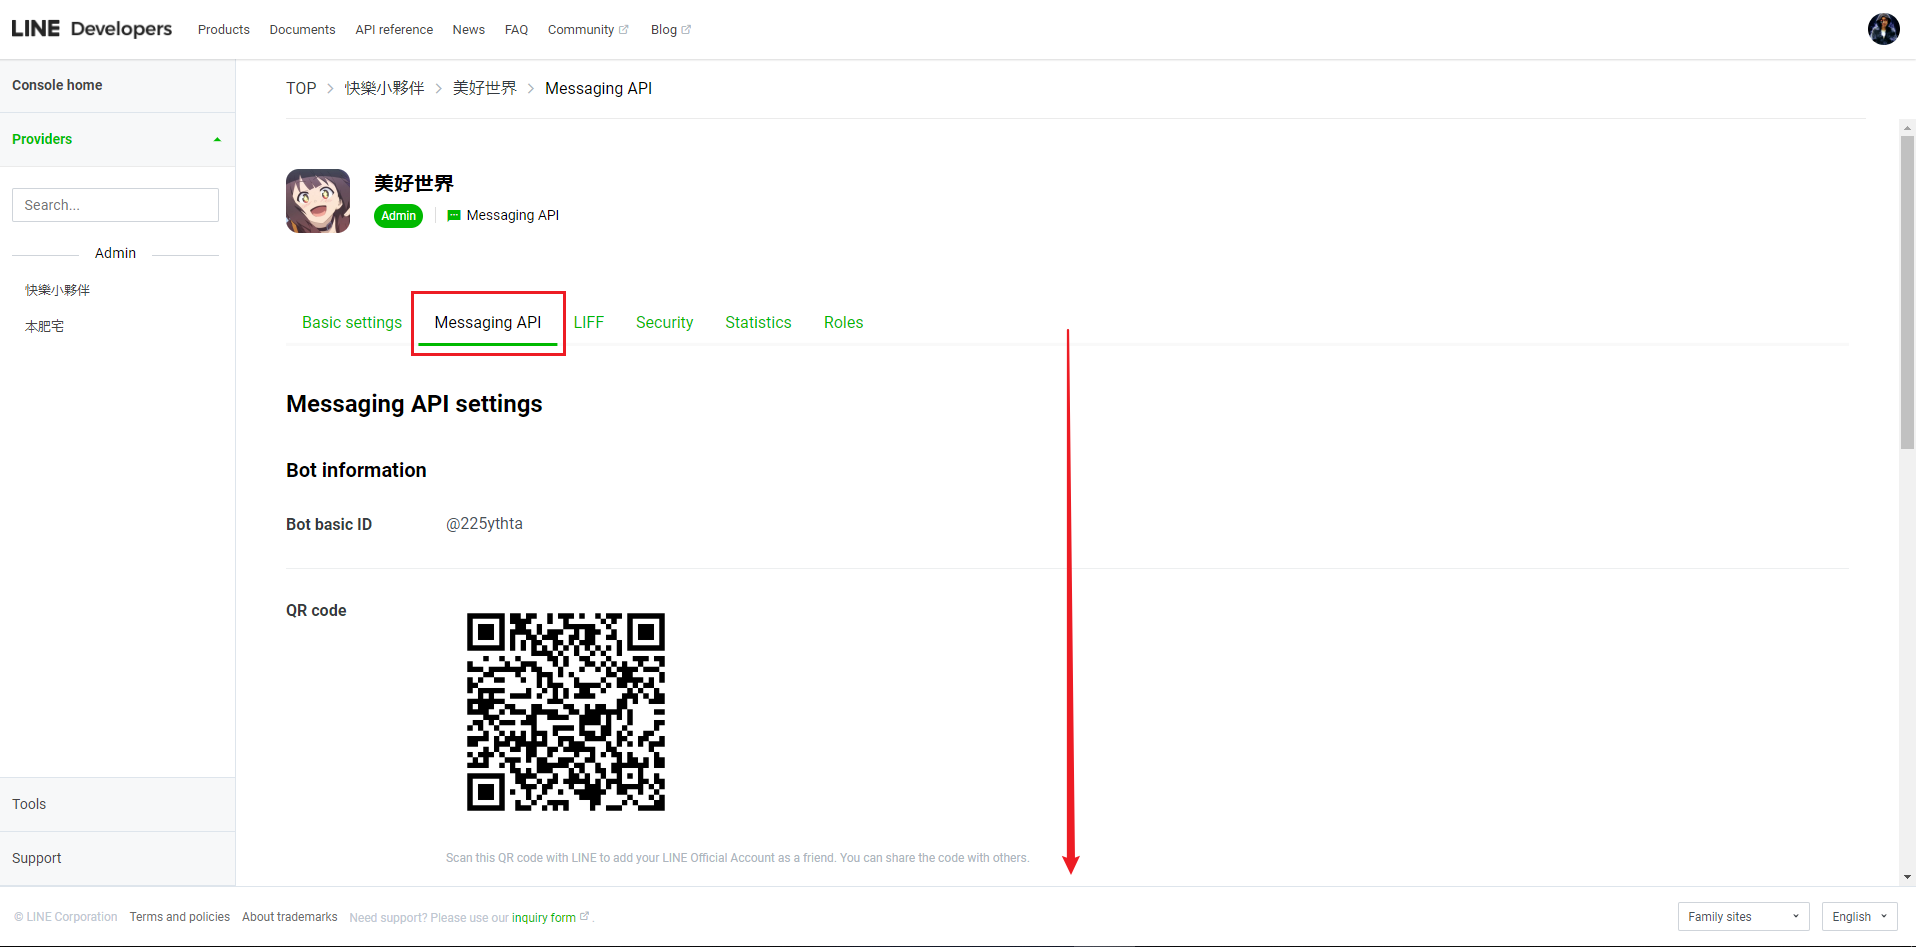 LINE Developers Products Documents API reference News FAQ Community Blog
Console home
Providers
Search...
Admin
快樂小夥伴
本肥宅
Tools
Support
TOP > 快樂小夥伴 > 美好世界 > Messaging API
美好世界
Admin Messaging API
Basic settings Messaging API LIFF Security Statistics Roles
Messaging API settings
Bot information
Bot basic ID @225ythta
QR code
Scan this QR code with LINE to add your LINE Official Account as a friend. You can share the code with others.
© LINE Corporation Terms and policies About trademarks Need support? Please use our inquiry form .
Family sites English